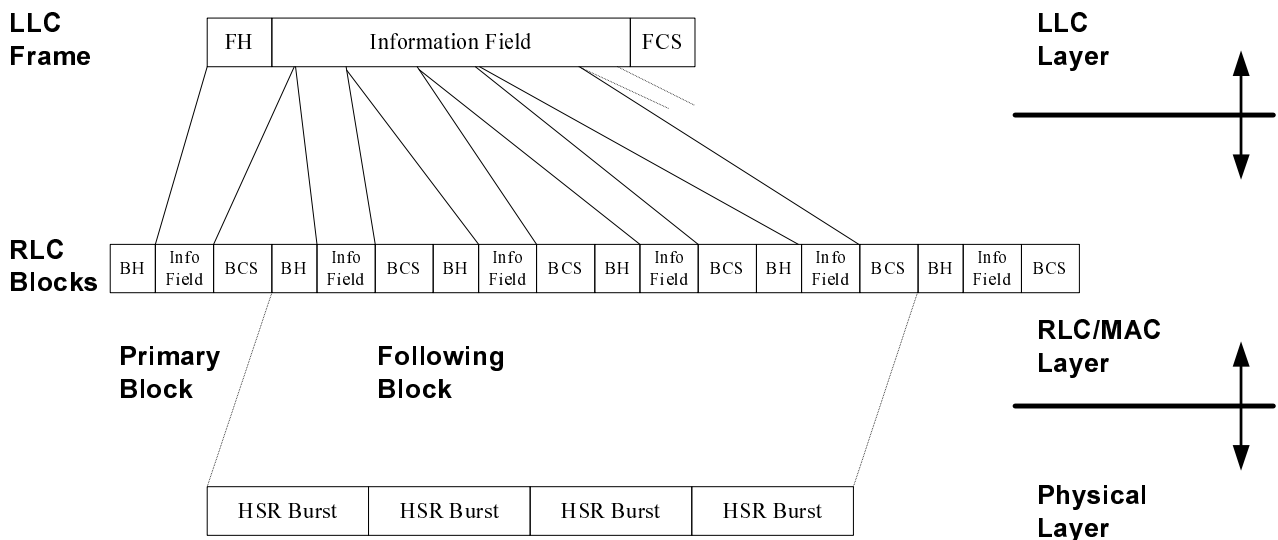 LLC
Frame
FH
Information Field
FCS
LLC
Layer
RLC
Blocks
BH
Info
Field
BCS
BH
Info
Field
BCS
BH
Info
Field
BCS
BH
Info
Field
BCS
BH
Info
Field
BCS
BH
Info
Field
BCS
Primary
Block
Following
Block
RLC/MAC
Layer
HSR Burst
HSR Burst
HSR Burst
HSR Burst
Physical
Layer